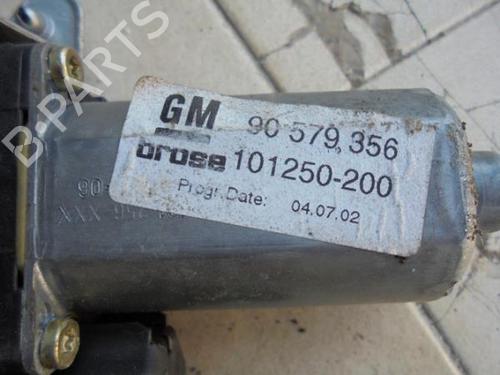 B-PARTS
GM 90 579 356
brose 101250-200
Progr.Date: 04.07.02